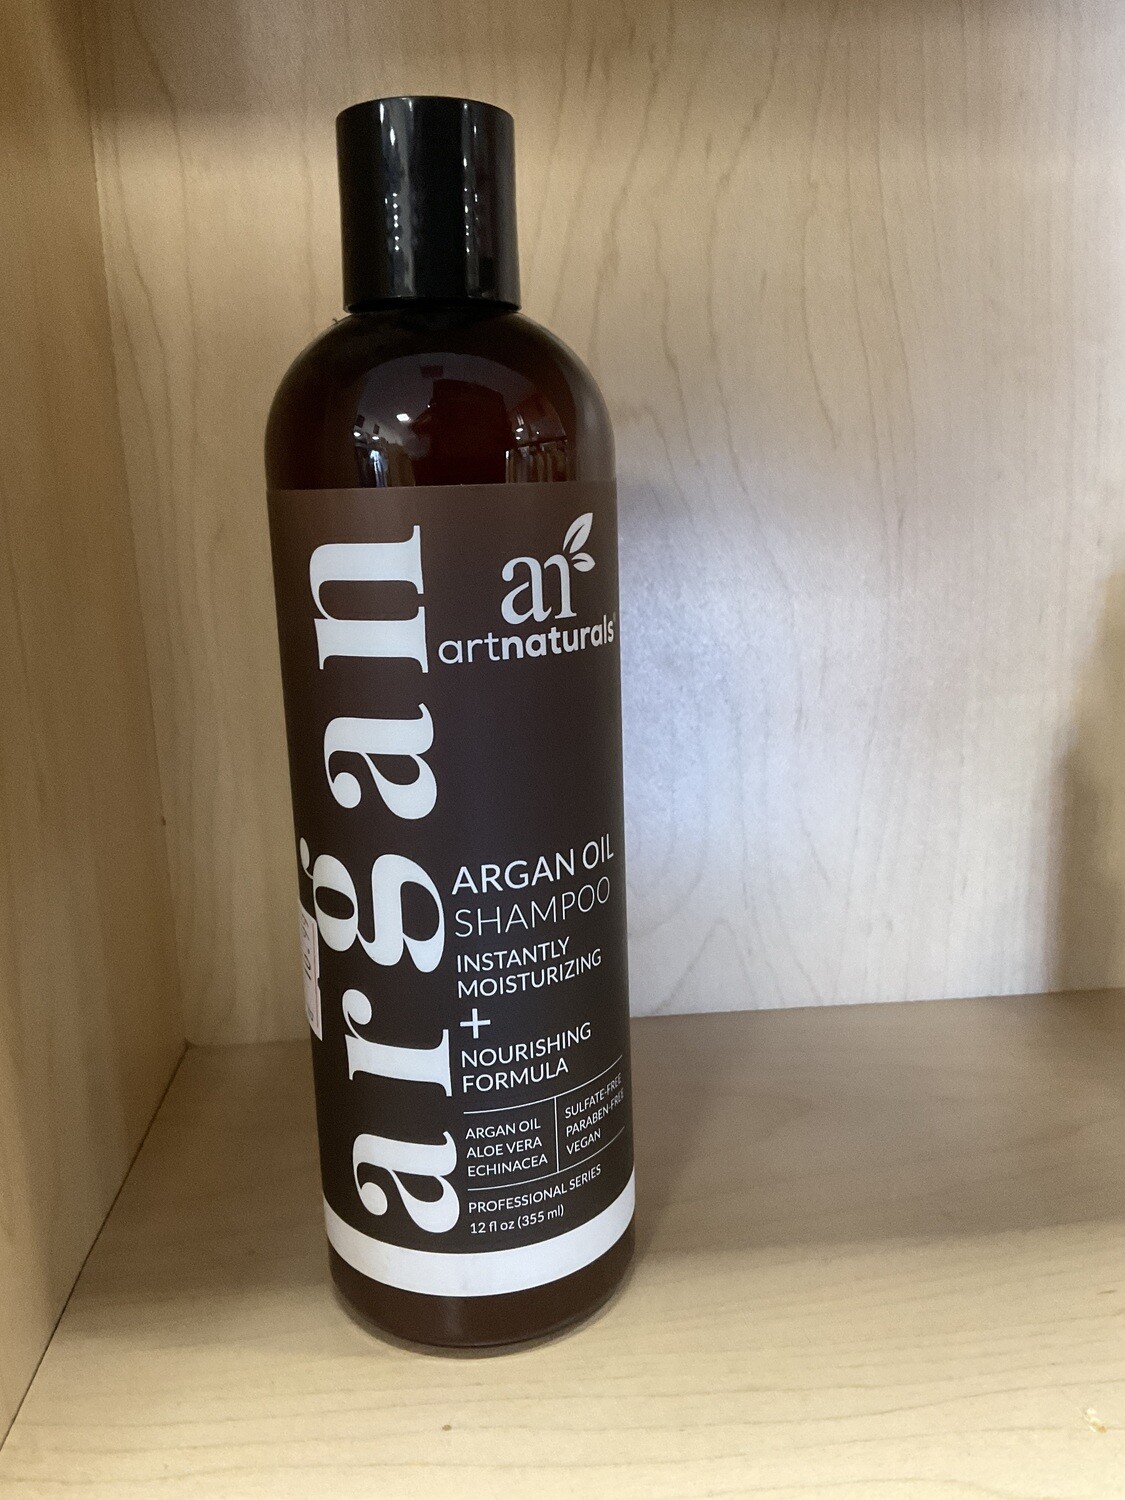 argan
ar
artnaturals
ARGAN OIL
SHAMPOO
INSTANTLY
MOISTURIZING
+
NOURISHING
FORMULA
ARGAN OIL
ALOE VERA
ECHINACEA
SULFATE-FREE
PARABEN-FREE
VEGAN
PROFESSIONAL SERIES
12 fl oz (355 ml)